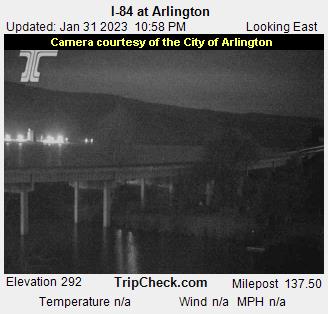 I-84 at Arlington
Updated: Jan 31 2023 10:58 PM Looking East
Camera courtesy of the City of Arlington
Elevation 292 TripCheck.com Milepost 137.50
Temperature n/a Wind n/a MPH n/a